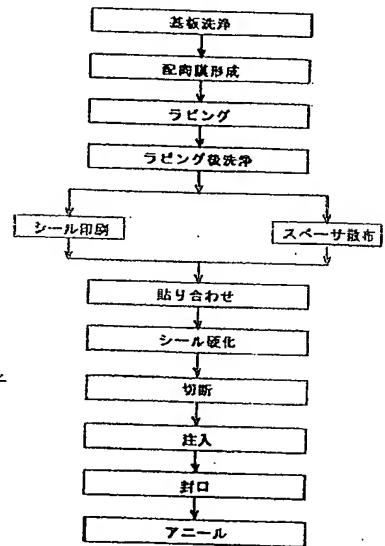 基板洗浄
配向膜形成
ラビング
ラビング後洗浄
シール印刷
スペーサ散布
貼り合わせ
シール硬化
切断
注入
封口
アニール